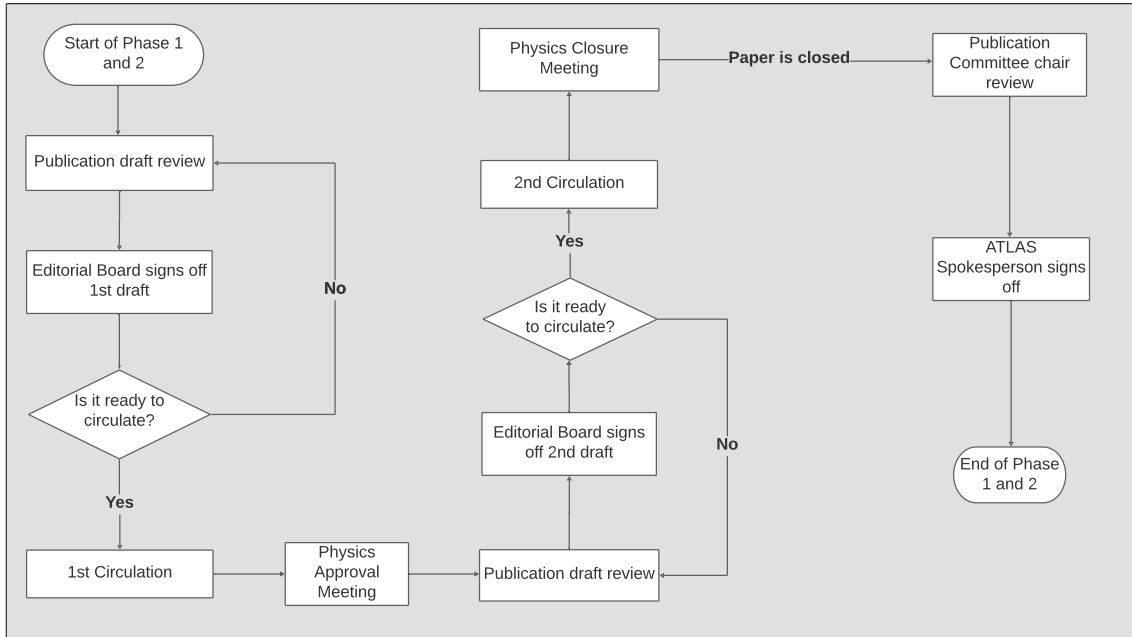 Start of Phase 1
and 2
Publication draft review
Editorial Board signs off
1st draft
No
Is it ready to
circulate?
Yes
1st Circulation
Physics
Approval
Meeting
Publication draft review
Editorial Board signs
off 2nd draft
No
Is it ready
to circulate?
Yes
2nd Circulation
Physics Closure
Meeting
Paper is closed
Publication
Committee chair
review
ATLAS
Spokesperson signs
off
End of Phase
1 and 2